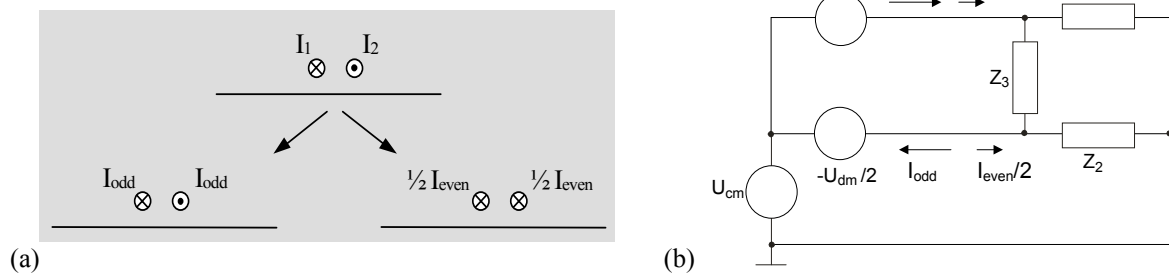 I1 I2
Iodd Iodd ½ Ieven ½ Ieven
(a)
Z3
Z2
-Udm/2 Iodd Ieven/2
Ucm
(b)